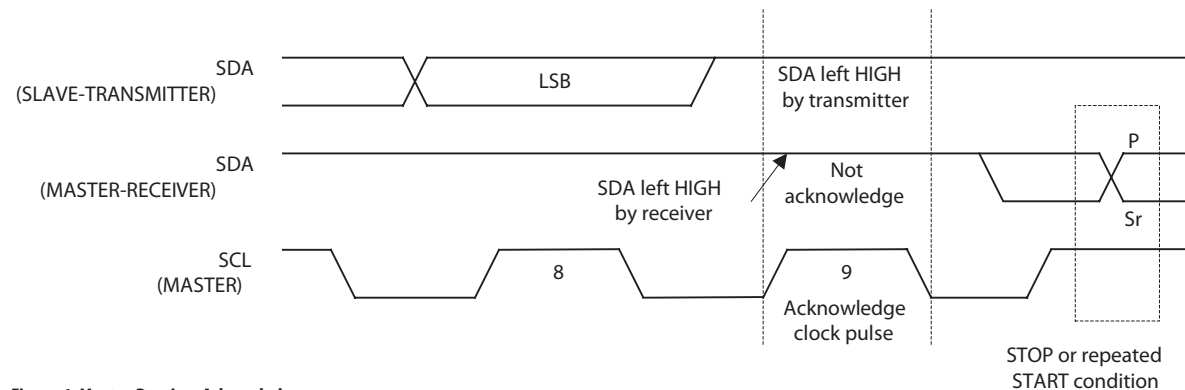 SDA
(SLAVE-TRANSMITTER)
LSB
SDA left HIGH
by transmitter
SDA
(MASTER-RECEIVER)
SDA left HIGH
by receiver
Not
acknowledge
P
Sr
SCL
(MASTER)
8
9
Acknowledge
clock pulse
STOP or repeated
START condition